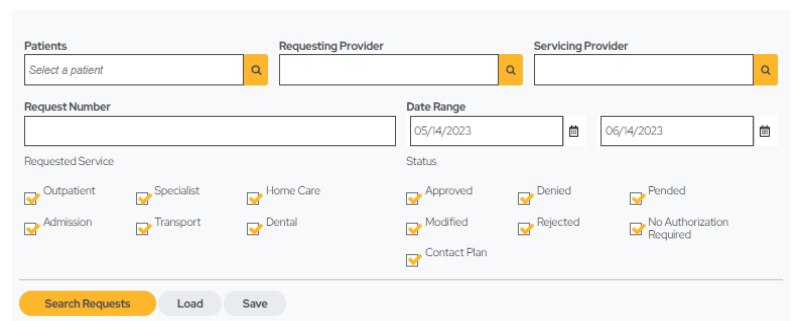 Patients Requesting Provider Servicing Provider
Select a patient
Request Number Date Range
05/14/2023 06/14/2023
Requested Service Status
Outpatient Specialist Home Care Approved Denied Pended
Admission Transport Dental Modified Rejected No Authorization
Required
Contact Plan
Search Requests Load Save